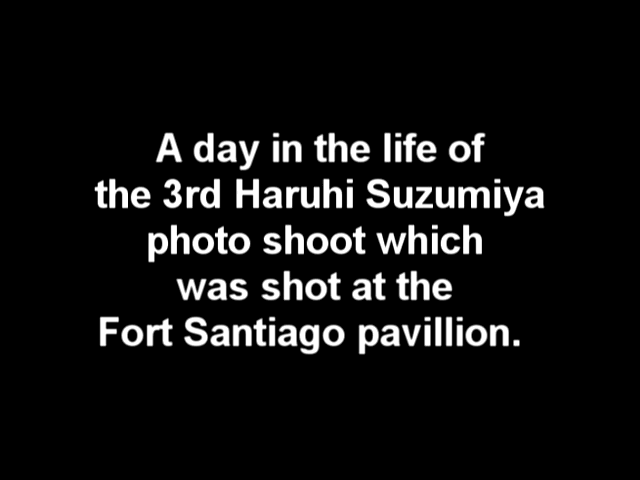 A day in the life of
the 3rd Haruhi Suzumiya
photo shoot which
was shot at the
Fort Santiago pavillion.